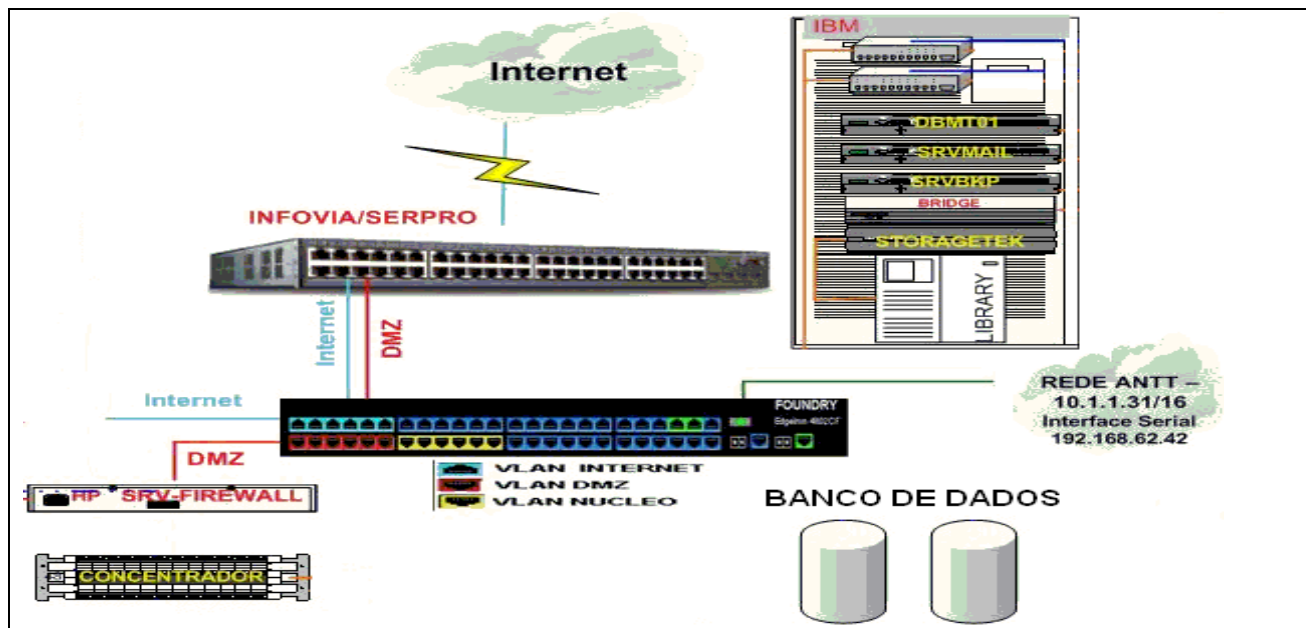 IBM
Internet
DBMT01
SRVMAIL
SRVBKP
BRIDGE
STORAGETEK
LIBRARY
INFOVIA/SERPRO
Internet
DMZ
REDE ANTT –
10.1.1.31/16
Interface Serial
192.168.62.42
Internet
FOUNDRY
EdgeIron 4802CF
DMZ
VLAN INTERNET
VLAN DMZ
VLAN NUCLEO
HP SRV-FIREWALL
BANCO DE DADOS
CONCENTRADOR